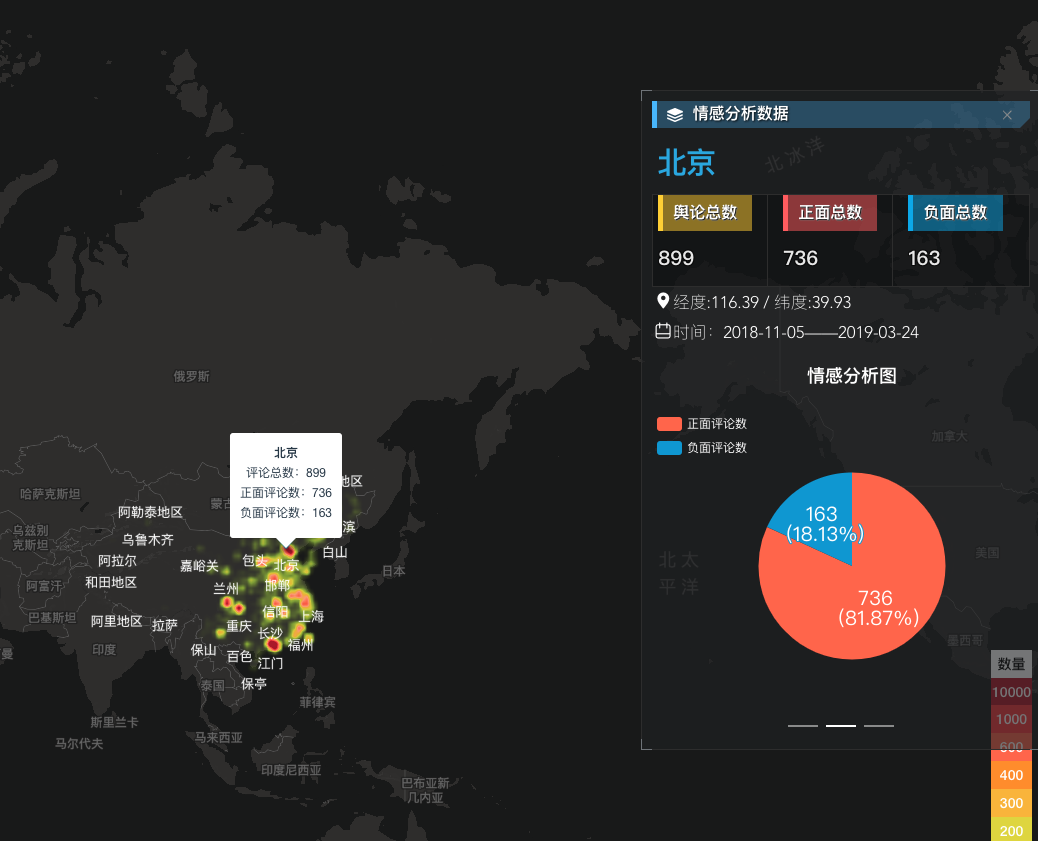 情感分析数据
×
北冰洋
北京
舆论总数
正面总数
负面总数
899
736
163
经度:116.39 / 纬度:39.93
时间: 2018-11-05——2019-03-24
情感分析图
正面评论数
负面评论数
163
(18.13%)
736
(81.87%)
北京
评论总数: 899
正面评论数: 736
负面评论数: 163
俄罗斯
加拿大
地区
哈萨克斯坦
蒙古
阿勒泰地区
滨
乌兹别
克斯坦
乌鲁木齐
白山
美国
阿拉尔
嘉峪关
包头
北京
北太
平洋
日本
阿富汗
和田地区
兰州
邯郸
巴基斯坦
阿里地区
拉萨
信阳
上海
重庆
长沙
墨西哥
印度
保山
百色
江门
福州
曼
泰国
保亭
菲律宾
斯里兰卡
马尔代夫
马来西亚
印度尼西亚
巴布亚新
几内亚
数量
10000
1000
600
400
300
200